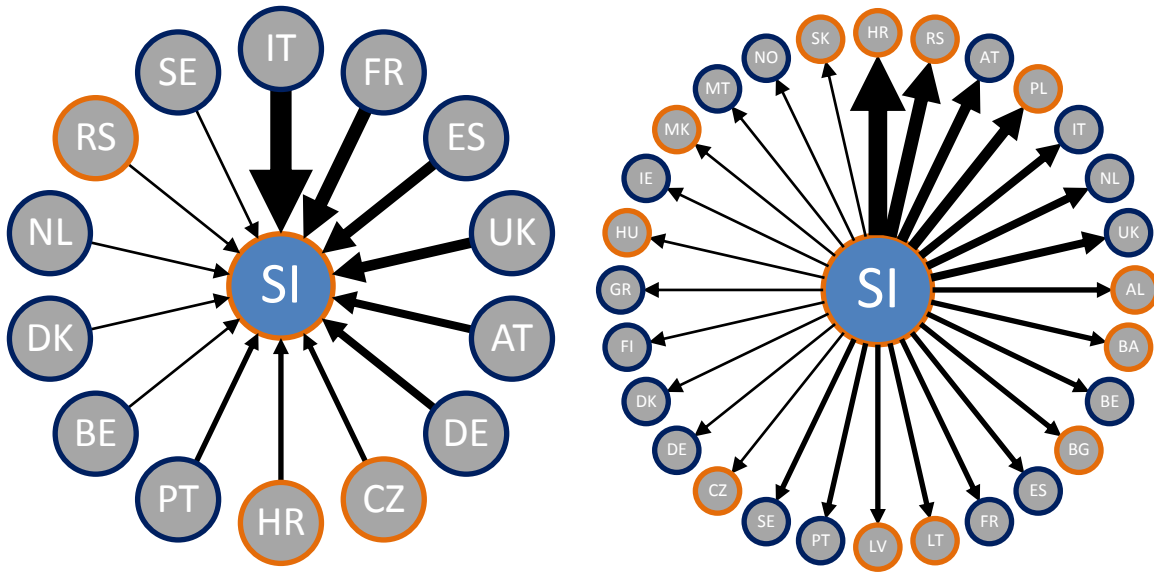 IT
FR
ES
UK
AT
DE
CZ
HR
PT
BE
DK
NL
RS
SE
SI
HR
RS
AT
PL
IT
NL
UK
AL
BA
BE
BG
ES
FR
LT
LV
PT
SE
CZ
DE
DK
FI
GR
HU
IE
MK
MT
NO
SK
SI